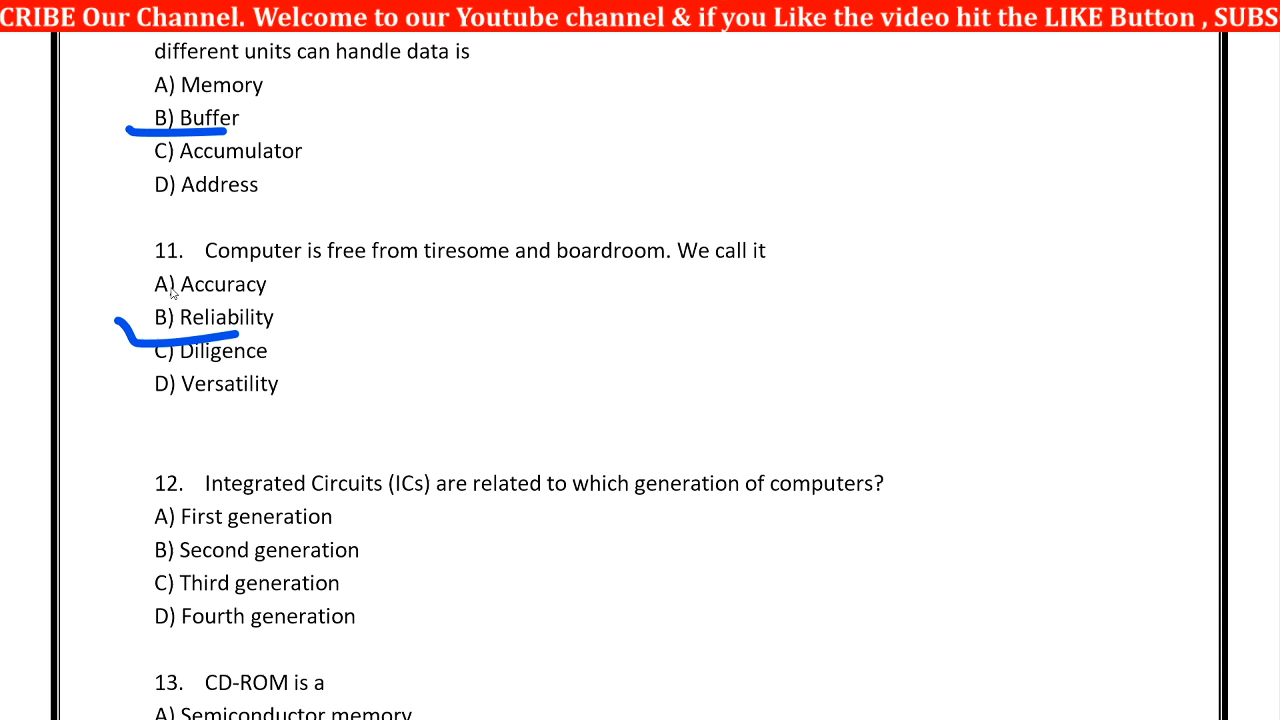 CRIBE Our Channel. Welcome to our Youtube channel & if you Like the video hit the LIKE Button , SUBS
different units can handle data is
A) Memory
B) Buffer
C) Accumulator
D) Address
11. Computer is free from tiresome and boardroom. We call it
A) Accuracy
B) Reliability
C) Diligence
D) Versatility
12. Integrated Circuits (ICs) are related to which generation of computers?
A) First generation
B) Second generation
C) Third generation
D) Fourth generation
13. CD-ROM is a
A) Semiconductor memory